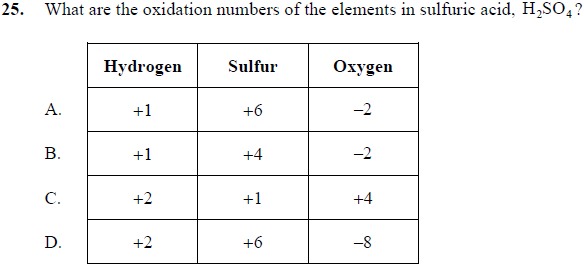 25. What are the oxidation numbers of the elements in sulfuric acid, H₂SO₄?
Hydrogen Sulfur Oxygen
A. +1 +6 –2
B. +1 +4 –2
C. +2 +1 +4
D. +2 +6 –8